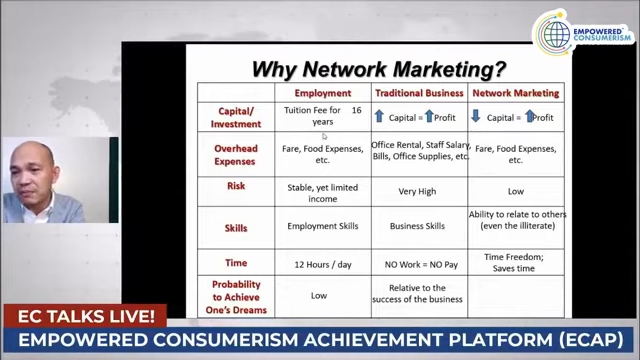 EMPOWERED
CONSUMERISM
Why Network Marketing?
Employment Traditional Business Network Marketing
Capital/ Investment Tuition Fee for 16 years ⬆ Capital = ⬆ Profit ⬇ Capital = ⬆ Profit
Overhead Expenses Fare, Food Expenses, etc. Office Rental, Staff Salary, Bills, Office Supplies, etc. Fare, Food Expenses, etc.
Risk Stable, yet limited income Very High Low
Skills Employment Skills Business Skills Ability to relate to others (even the illiterate)
Time 12 Hours / day NO Work = NO Pay Time Freedom; Saves time
Probability to Achieve One's Dreams Low Relative to the success of the business
EC TALKS LIVE!
EMPOWERED CONSUMERISM ACHIEVEMENT PLATFORM (ECAP)